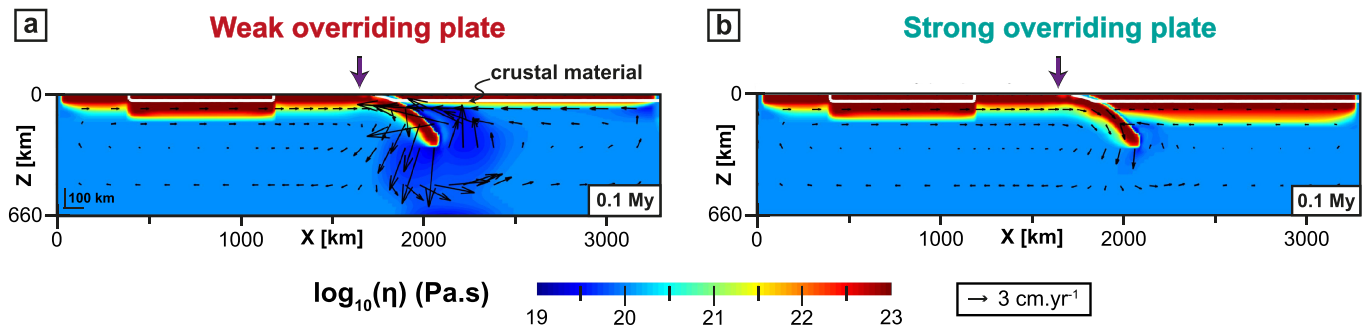 a
Weak overriding plate
crustal material
0
Z [km]
660
100 km
0.1 My
0 1000 2000 3000
X [km]
b
Strong overriding plate
0
Z [km]
660
0.1 My
0 1000 2000 3000
X [km]
log₁₀(η) (Pa.s)
19 20 21 22 23
→ 3 cm.yr⁻¹